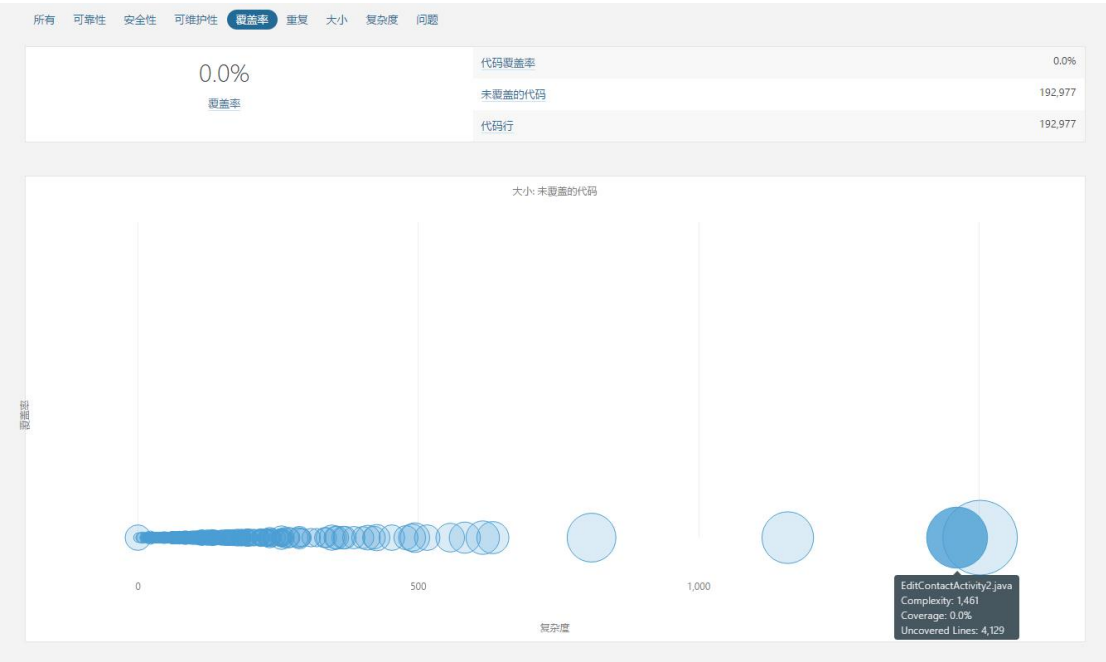 所有 可靠性 安全性 可维护性 覆盖率 重复 大小 复杂度 问题
0.0%
覆盖率
代码覆盖率 0.0%
未覆盖的代码 192,977
代码行 192,977
大小: 未覆盖的代码
覆盖率
0 500 1,000
EditContactActivity2.java
Complexity: 1,461
Coverage: 0.0%
Uncovered Lines: 4,129
复杂度